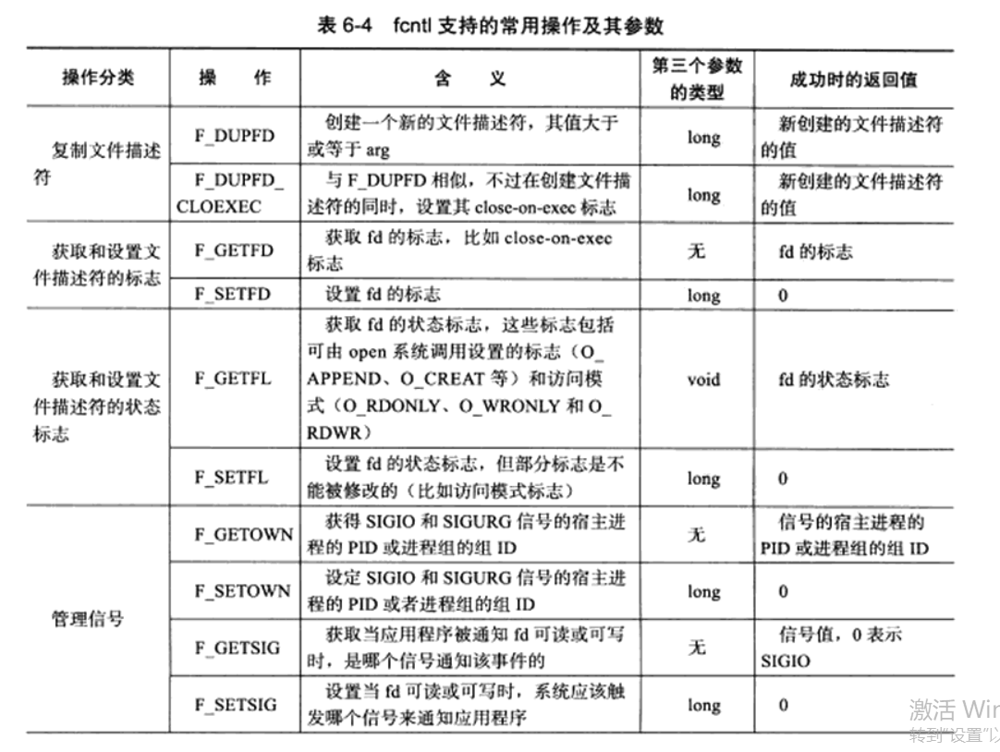 表 6-4 fcntl 支持的常用操作及其参数
操作分类 操 作 含 义 第三个参数的类型 成功时的返回值
复制文件描述符
F_DUPFD
创建一个新的文件描述符，其值大于
或等于 arg
long
新创建的文件描述符
的值
F_DUPFD_
CLOEXEC
与 F_DUPFD 相似，不过在创建文件描
述符的同时，设置其 close-on-exec 标志
long
新创建的文件描述符
的值
获取和设置文
件描述符的标志
F_GETFD
获取 fd 的标志，比如 close-on-exec
标志
无
fd 的标志
F_SETFD
设置 fd 的标志
long
0
获取和设置文
件描述符的状态
标志
F_GETFL
获取 fd 的状态标志，这些标志包括
可由 open 系统调用设置的标志（O_
APPEND、O_CREAT 等）和访问模
式（O_RDONLY、O_WRONLY 和 O_
RDWR）
void
fd 的状态标志
F_SETFL
设置 fd 的状态标志，但部分标志是不
能被修改的（比如访问模式标志）
long
0
管理信号
F_GETOWN
获得 SIGIO 和 SIGURG 信号的宿主进
程的 PID 或进程组的组 ID
无
信号的宿主进程的
PID 或进程组的组 ID
F_SETOWN
设定 SIGIO 和 SIGURG 信号的宿主进
程的 PID 或者进程组的组 ID
long
0
F_GETSIG
获取当应用程序被通知 fd 可读或可写
时，是哪个信号通知该事件的
无
信号值，0 表示
SIGIO
F_SETSIG
设置当 fd 可读或可写时，系统应该触
发哪个信号来通知应用程序
long
0
激活 Win
转到"设置"以